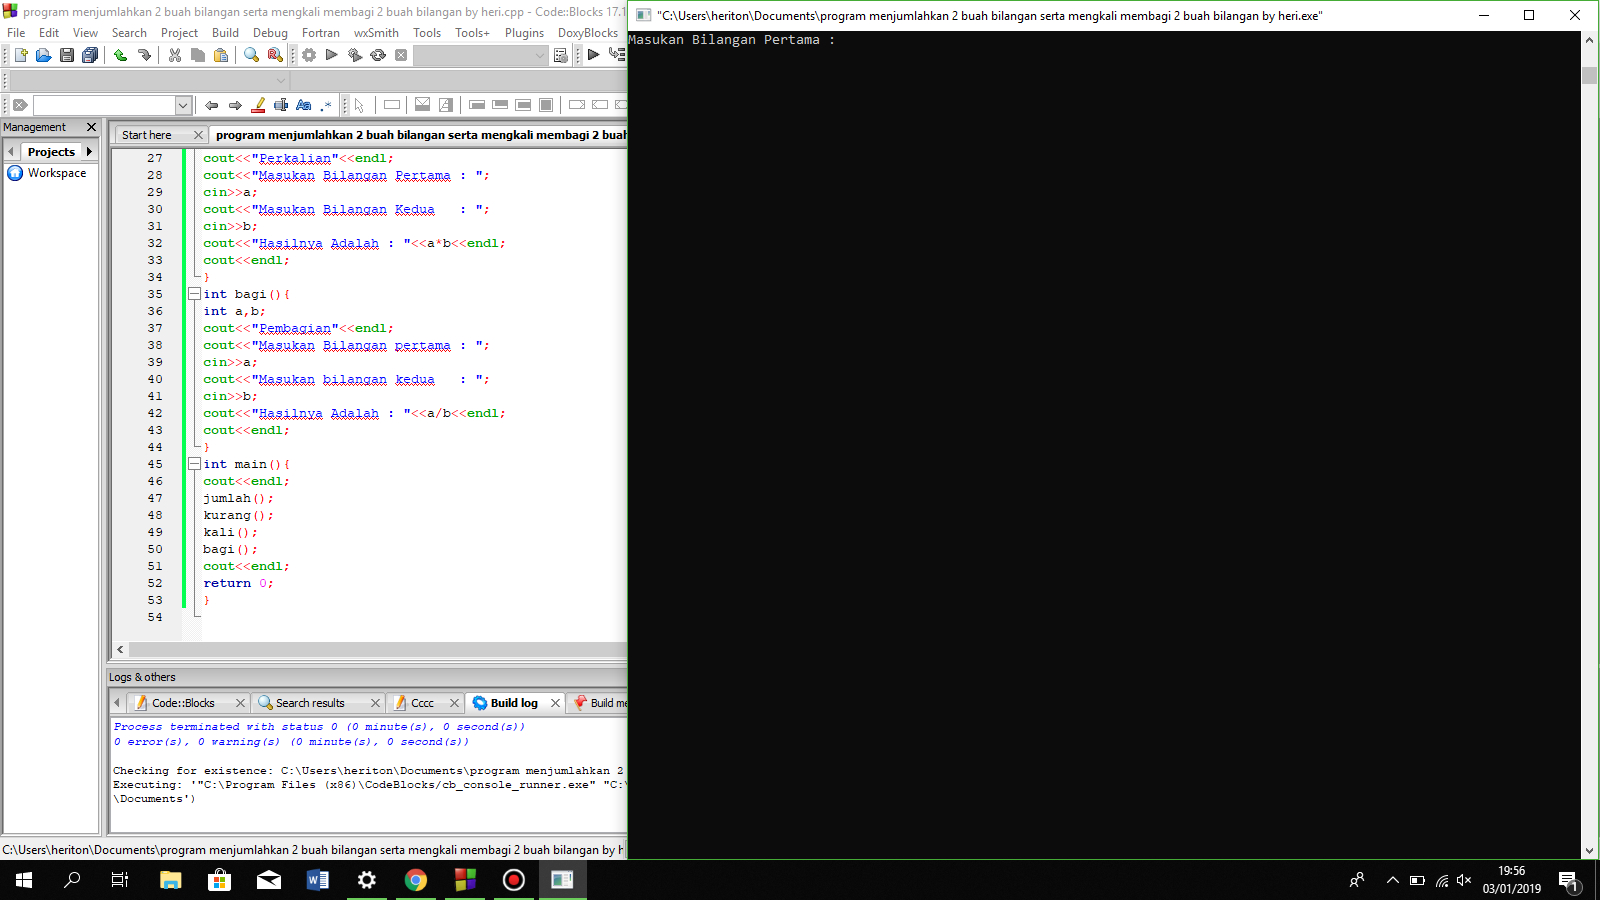 program menjumlahkan 2 buah bilangan serta mengkali membagi 2 buah bilangan by heri.cpp - Code::Blocks 17.1
File Edit View Search Project Build Debug Fortran wxSmith Tools Tools+ Plugins DoxyBlocks
Management
Projects
Workspace
Start here
program menjumlahkan 2 buah bilangan serta mengkali membagi 2 buah
27 cout<<"Perkalian"<<endl;
28 cout<<"Masukan Bilangan Pertama : ";
29 cin>>a;
30 cout<<"Masukan Bilangan Kedua   : ";
31 cin>>b;
32 cout<<"Hasilnya Adalah : "<<a*b<<endl;
33 cout<<endl;
34 }
35 int bagi(){
36 int a,b;
37 cout<<"Pembagian"<<endl;
38 cout<<"Masukan Bilangan pertama : ";
39 cin>>a;
40 cout<<"Masukan bilangan kedua   : ";
41 cin>>b;
42 cout<<"Hasilnya Adalah : "<<a/b<<endl;
43 cout<<endl;
44 }
45 int main(){
46 cout<<endl;
47 jumlah();
48 kurang();
49 kali();
50 bagi();
51 cout<<endl;
52 return 0;
53 }
54
Logs & others
Code::Blocks Search results Cccc Build log Build me
Process terminated with status 0 (0 minute(s), 0 second(s))
0 error(s), 0 warning(s) (0 minute(s), 0 second(s))
Checking for existence: C:\Users\heriton\Documents\program menjumlahkan 2
Executing: '"C:\Program Files (x86)\CodeBlocks/cb_console_runner.exe" "C:\
\Documents')
C:\Users\heriton\Documents\program menjumlahkan 2 buah bilangan serta mengkali membagi 2 buah bilangan by h
"C:\Users\heriton\Documents\program menjumlahkan 2 buah bilangan serta mengkali membagi 2 buah bilangan by heri.exe"
Masukan Bilangan Pertama :
19:56
03/01/2019
1